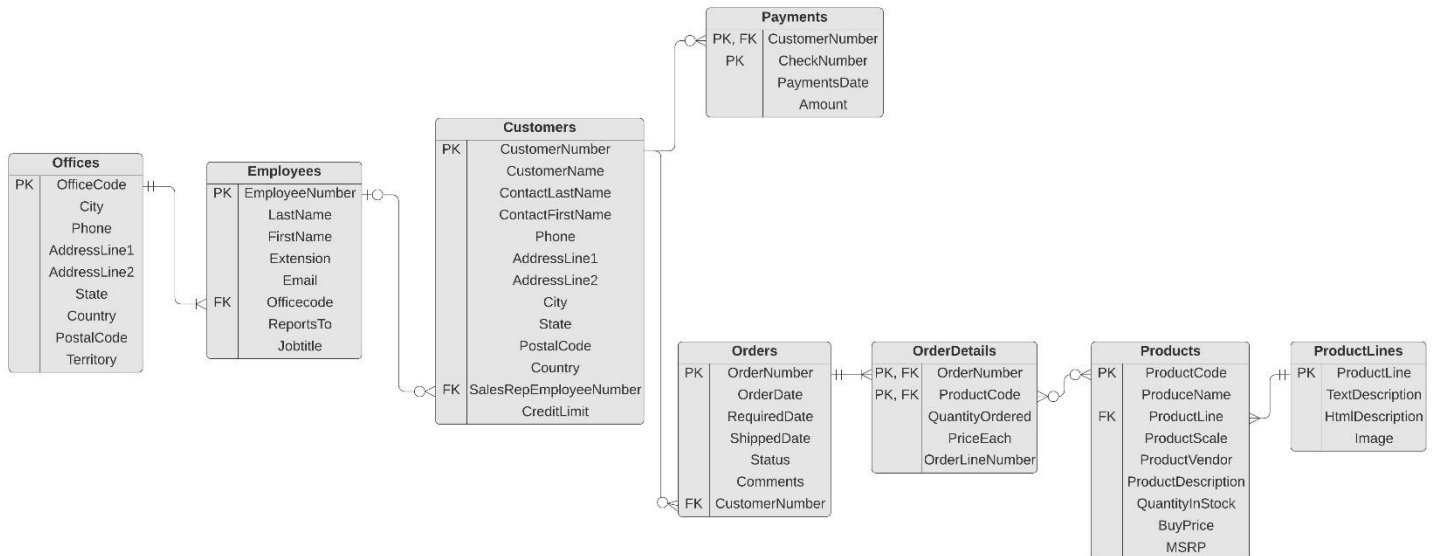 Payments
PK, FK CustomerNumber
PK CheckNumber
PaymentsDate
Amount
Customers
PK CustomerNumber
CustomerName
ContactLastName
ContactFirstName
Phone
AddressLine1
AddressLine2
City
State
PostalCode
Country
FK SalesRepEmployeeNumber
CreditLimit
Offices
PK OfficeCode
City
Phone
AddressLine1
AddressLine2
State
Country
PostalCode
Territory
Employees
PK EmployeeNumber
LastName
FirstName
Extension
Email
FK Officecode
ReportsTo
Jobtitle
Orders
PK OrderNumber
OrderDate
RequiredDate
ShippedDate
Status
Comments
FK CustomerNumber
OrderDetails
PK, FK OrderNumber
PK, FK ProductCode
QuantityOrdered
PriceEach
OrderLineNumber
Products
PK ProductCode
ProduceName
FK ProductLine
ProductScale
ProductVendor
ProductDescription
QuantityInStock
BuyPrice
MSRP
ProductLines
PK ProductLine
TextDescription
HtmlDescription
Image